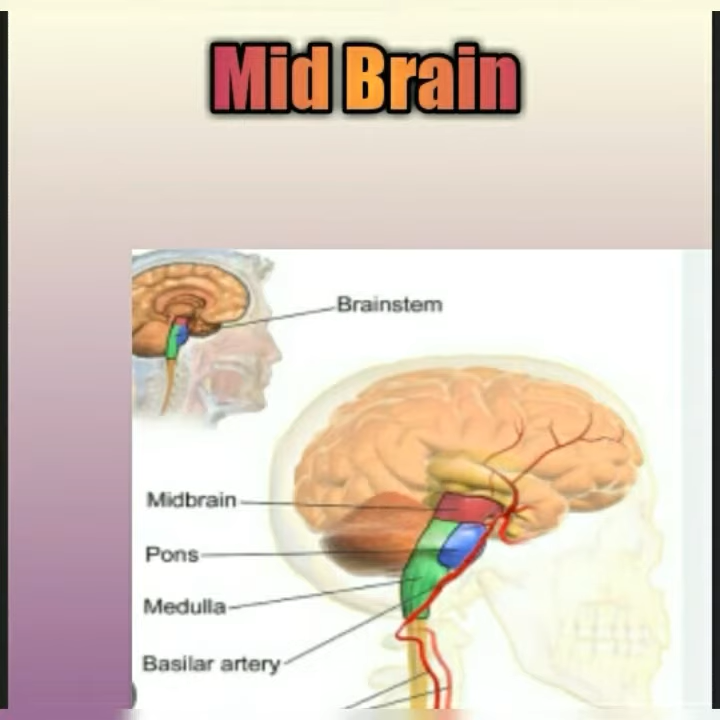 Mid Brain
Brainstem
Midbrain
Pons
Medulla
Basilar artery